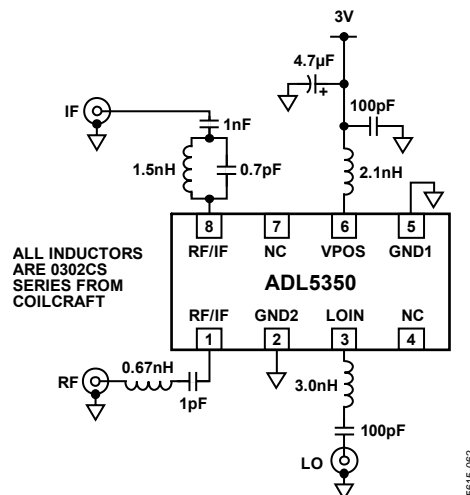 3V
4.7µF
+
IF
100pF
1nF
1.5nH
0.7pF
2.1nH
8
7
6
5
RF/IF
NC
VPOS
GND1
ALL INDUCTORS
ARE 0302CS
SERIES FROM
COILCRAFT
ADL5350
RF/IF
GND2
LOIN
NC
1
2
3
4
RF
0.67nH
1pF
3.0nH
100pF
LO
05615-062